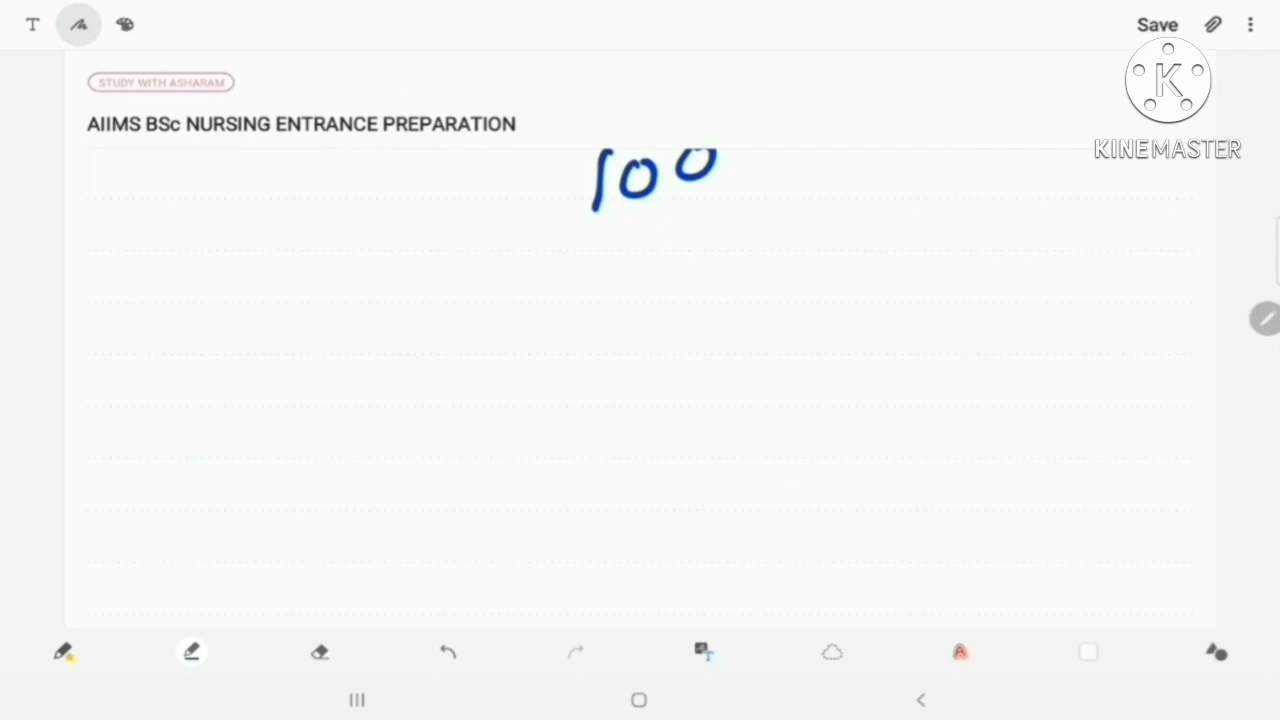 T Save
K
STUDY WITH ASHARAM
AIIMS BSc NURSING ENTRANCE PREPARATION
KINEMASTER
100